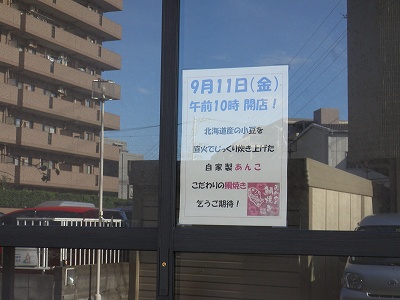 9月11日(金)
午前10時 開店！
北海道産の小豆を
直火でじっくり炊き上げた
自家製あんこ
こだわりの鯛焼き
乞うご期待！